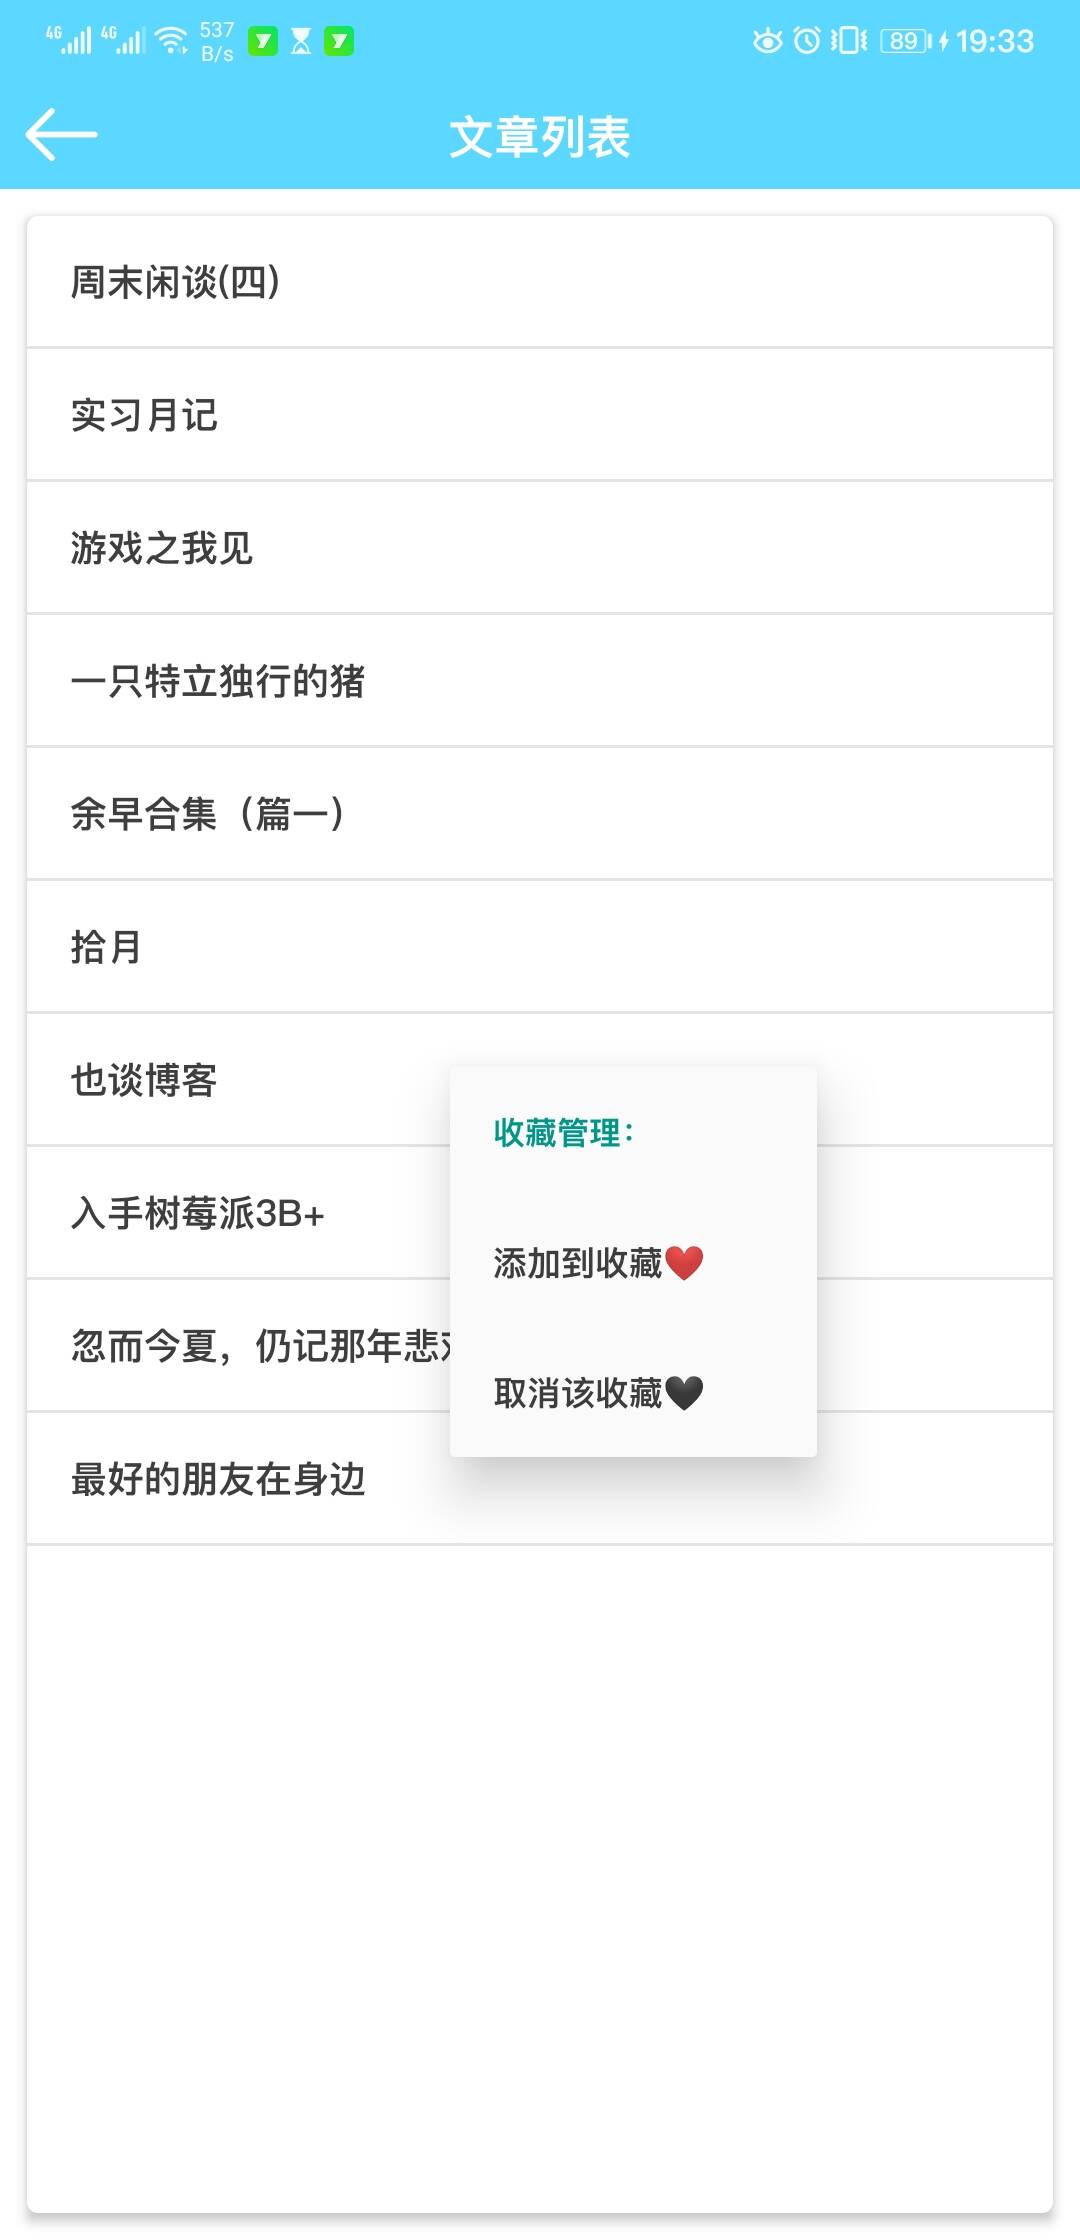 4G 4G 537 B/s 89 19:33
文章列表
周末闲谈(四)
实习月记
游戏之我见
一只特立独行的猪
余早合集（篇一）
拾月
也谈博客
入手树莓派3B+
忽而今夏，仍记那年悲
最好的朋友在身边
收藏管理：
添加到收藏❤️
取消该收藏🖤